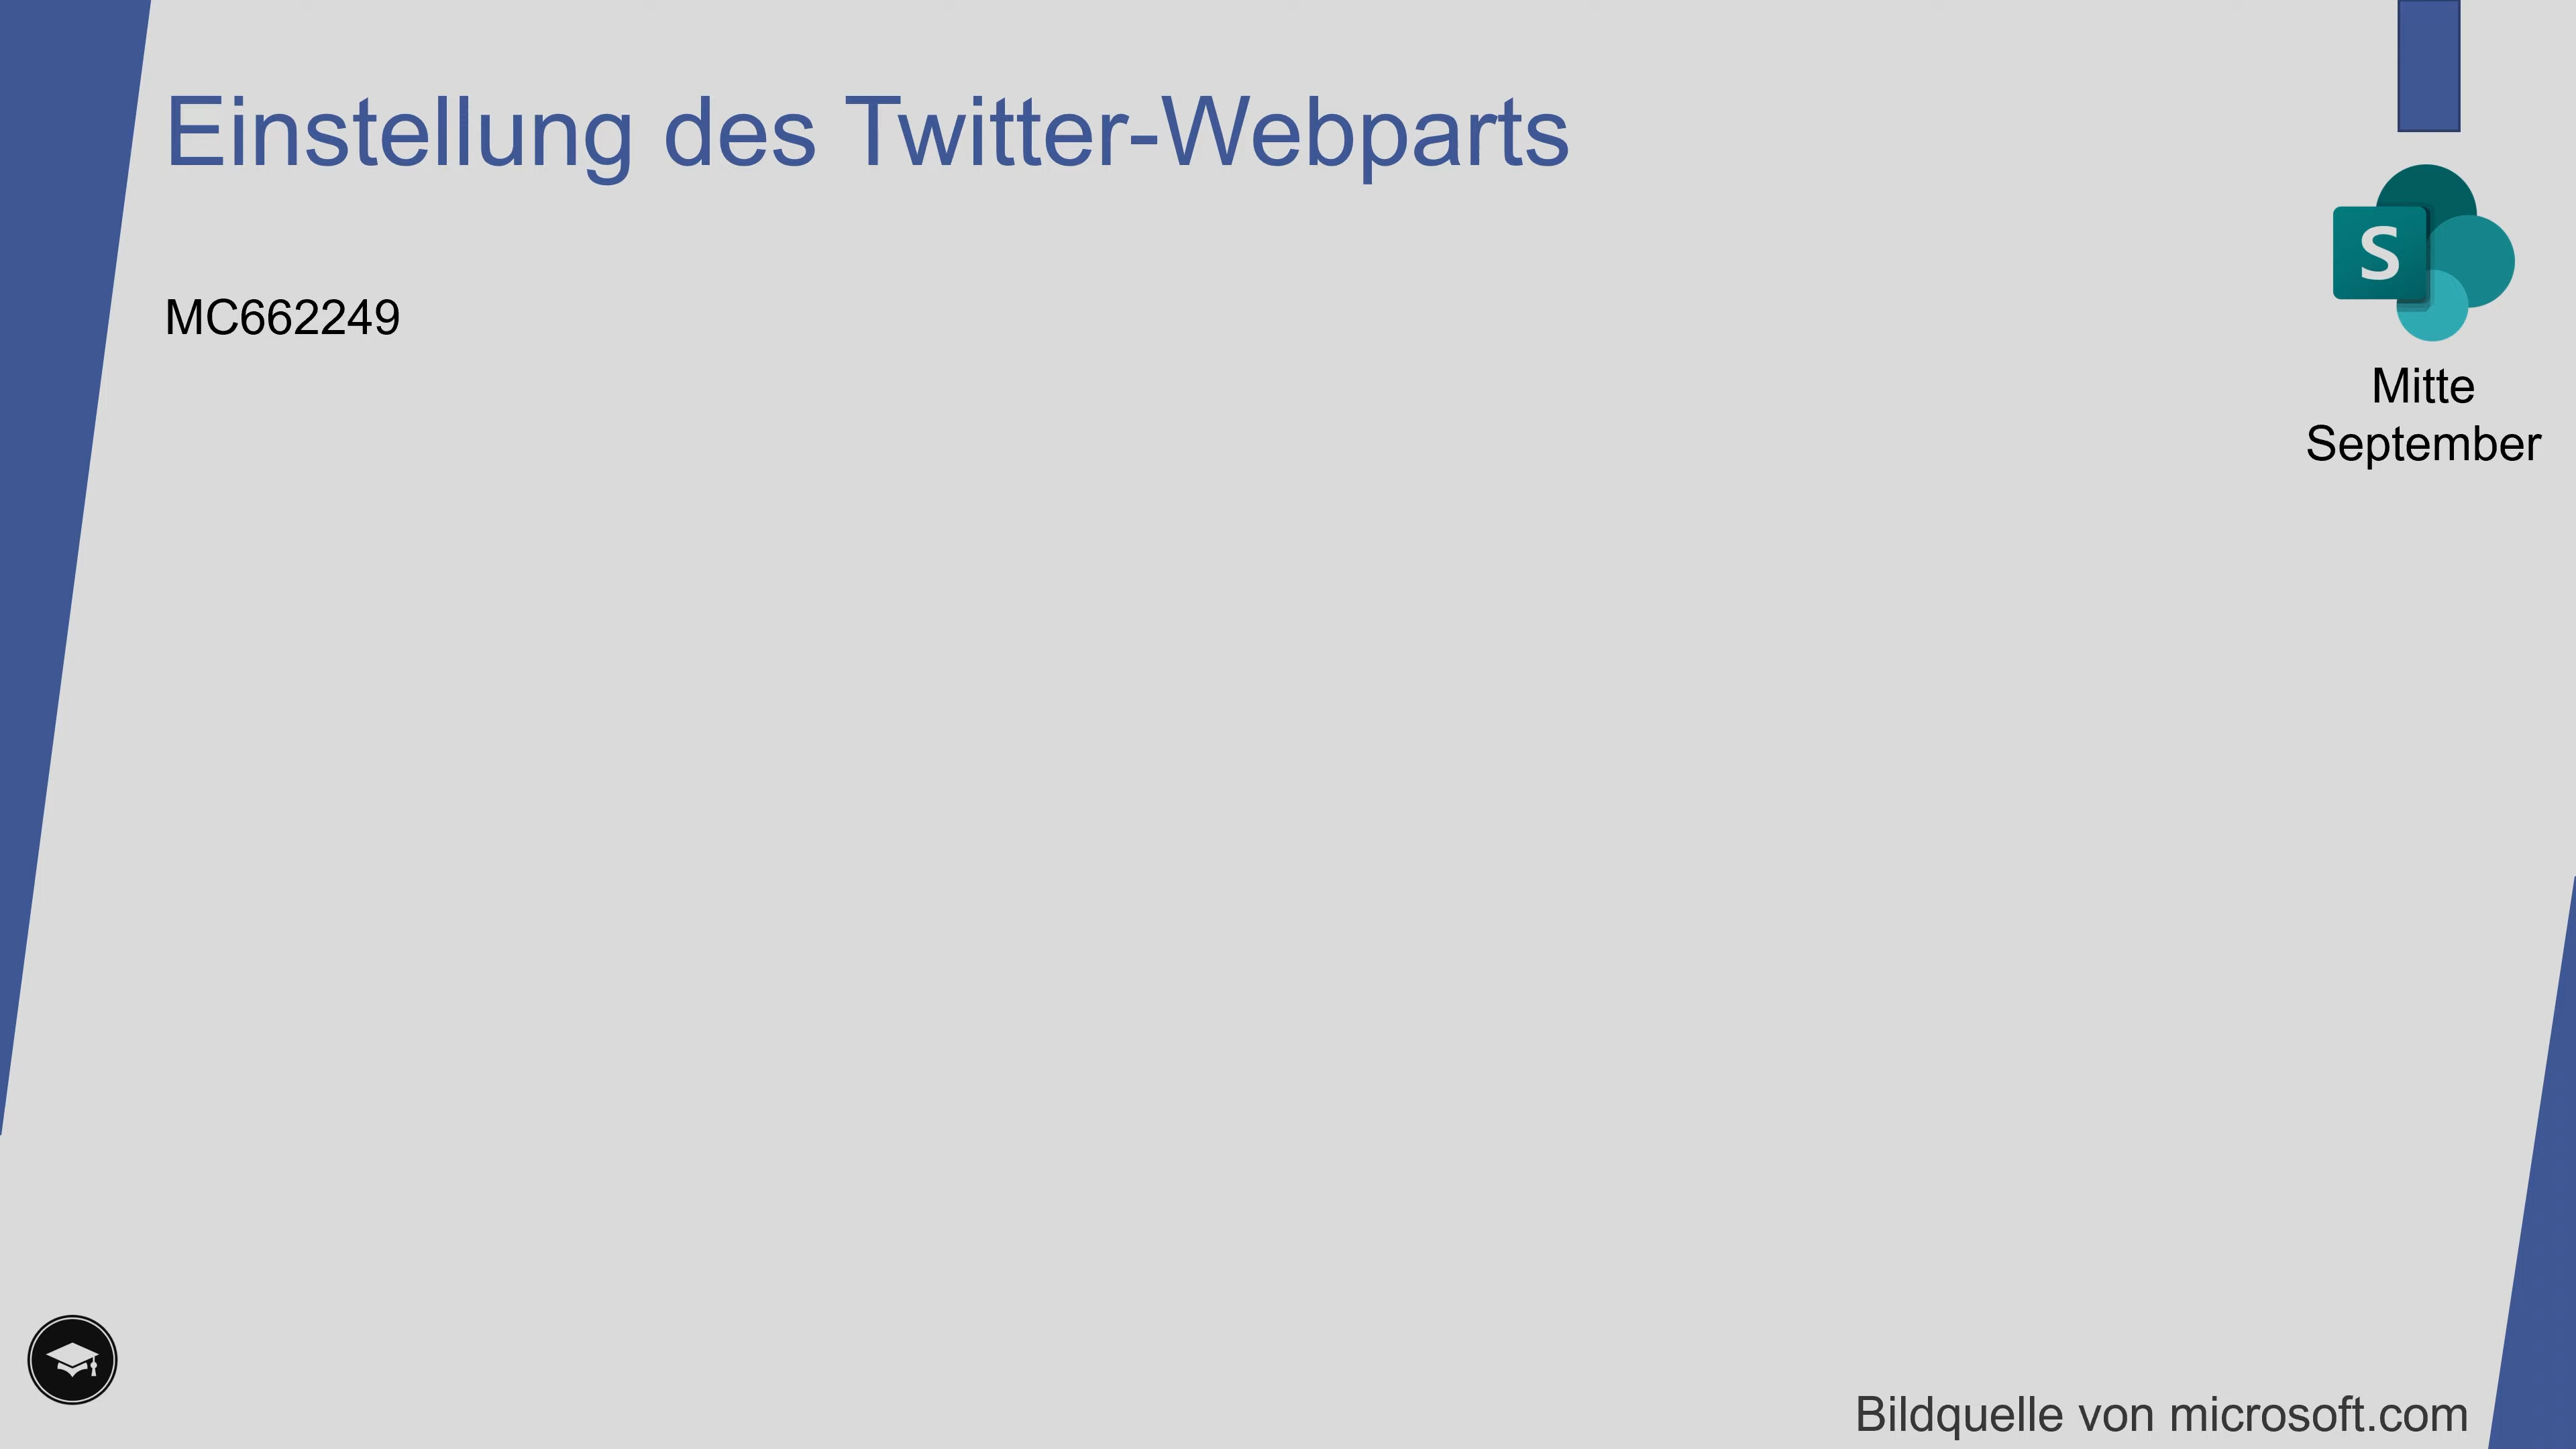 Einstellung des Twitter-Webparts
MC662249
S
Mitte
September
Bildquelle von microsoft.com